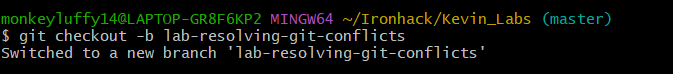 monkeyluffy14@LAPTOP-GR8F6KP2 MINGW64 ~/Ironhack/Kevin_Labs (master)
$ git checkout -b lab-resolving-git-conflicts
Switched to a new branch 'lab-resolving-git-conflicts'